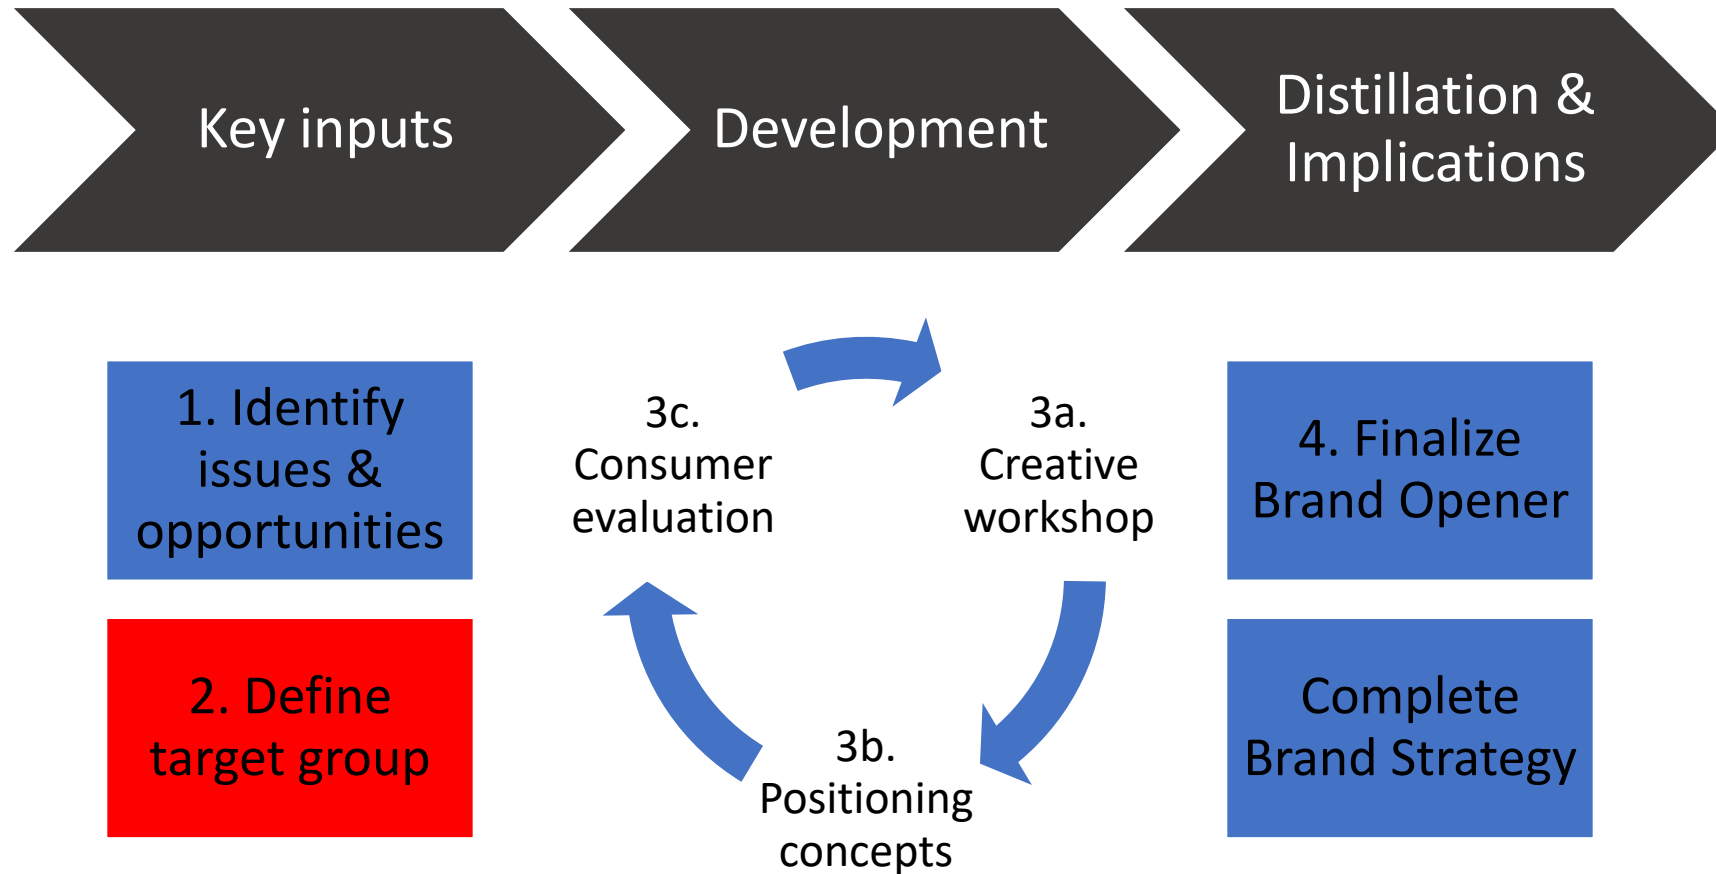 Key inputs
Development
Distillation &
Implications
1. Identify
issues &
opportunities
2. Define
target group
3c.
Consumer
evaluation
3a.
Creative
workshop
3b.
Positioning
concepts
4. Finalize
Brand Opener
Complete
Brand Strategy